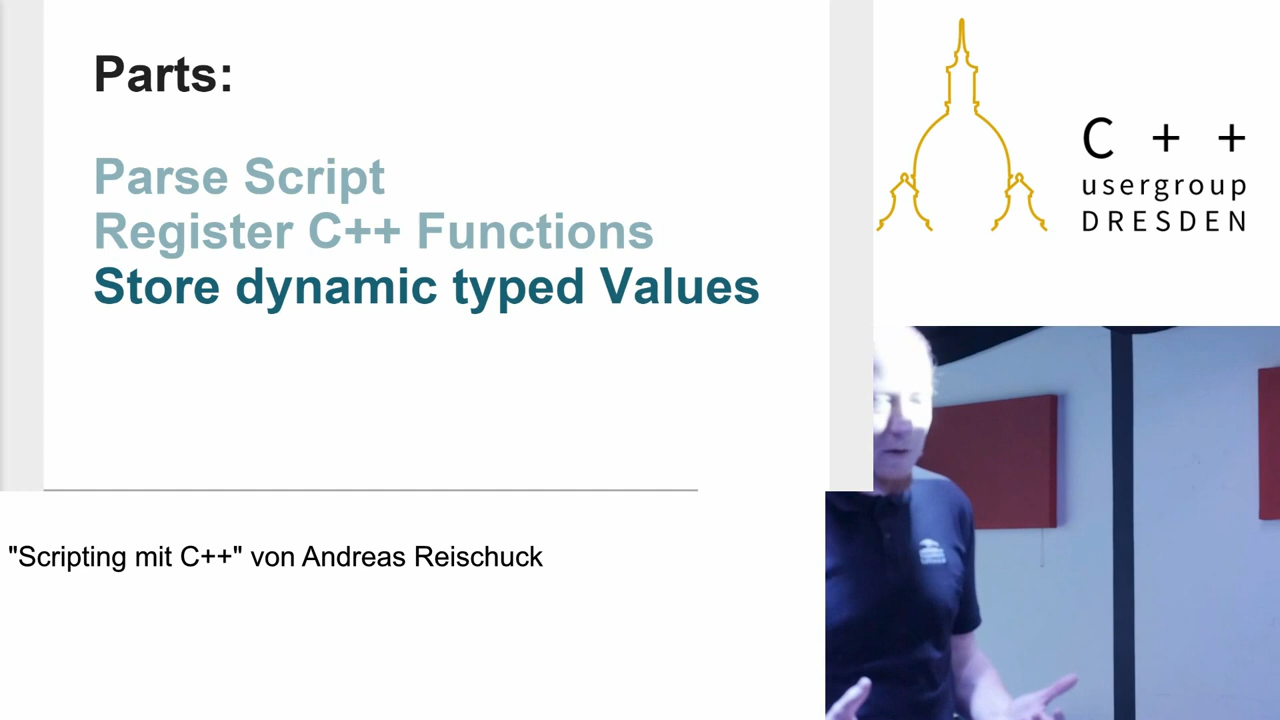 Parts:
Parse Script
Register C++ Functions
Store dynamic typed Values
C + +
usergroup
DRESDEN
"Scripting mit C++" von Andreas Reischuck